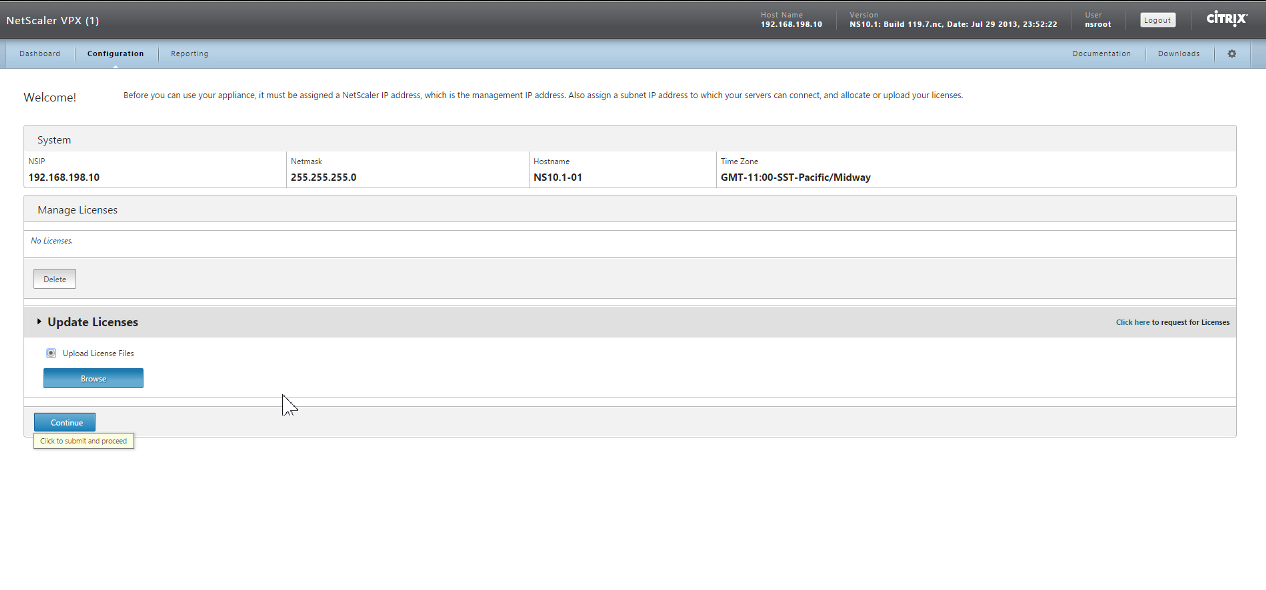 NetScaler VPX (1)
Host Name
192.168.198.10
Version
NS10.1: Build 119.7.nc, Date: Jul 29 2013, 23:52:22
User
nsroot
Logout
CITRIX
Dashboard
Configuration
Reporting
Documentation
Downloads
Welcome!
Before you can use your appliance, it must be assigned a NetScaler IP address, which is the management IP address. Also assign a subnet IP address to which your servers can connect, and allocate or upload your licenses.
System
NSIP
192.168.198.10
Netmask
255.255.255.0
Hostname
NS10.1-01
Time Zone
GMT-11:00-SST-Pacific/Midway
Manage Licenses
No Licenses.
Delete
Update Licenses
Click here to request for Licenses
Upload License Files
Browse
Continue
Click to submit and proceed